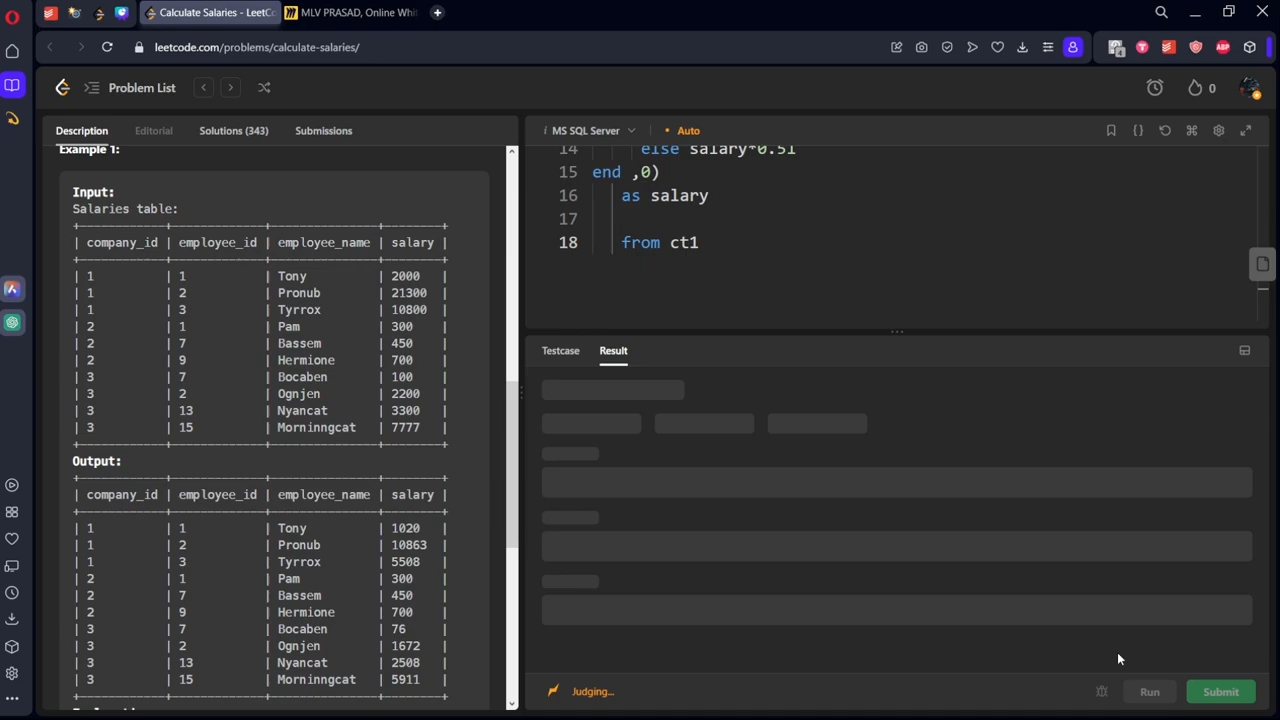 Calculate Salaries - LeetCo
MLV PRASAD, Online Whit
leetcode.com/problems/calculate-salaries/
4
ABP
Problem List
0
Description
Editorial
Solutions (343)
Submissions
Example 1:
Input:
Salaries table:
+------------+-------------+---------------+--------+
| company_id | employee_id | employee_name | salary |
+------------+-------------+---------------+--------+
| 1 | 1 | Tony | 2000 |
| 1 | 2 | Pronub | 21300 |
| 1 | 3 | Tyrrox | 10800 |
| 2 | 1 | Pam | 300 |
| 2 | 7 | Bassem | 450 |
| 2 | 9 | Hermione | 700 |
| 3 | 7 | Bocaben | 100 |
| 3 | 2 | Ognjen | 2200 |
| 3 | 13 | Nyancat | 3300 |
| 3 | 15 | Morninngcat | 7777 |
+------------+-------------+---------------+--------+
Output:
+------------+-------------+---------------+--------+
| company_id | employee_id | employee_name | salary |
+------------+-------------+---------------+--------+
| 1 | 1 | Tony | 1020 |
| 1 | 2 | Pronub | 10863 |
| 1 | 3 | Tyrrox | 5508 |
| 2 | 1 | Pam | 300 |
| 2 | 7 | Bassem | 450 |
| 2 | 9 | Hermione | 700 |
| 3 | 7 | Bocaben | 76 |
| 3 | 2 | Ognjen | 1672 |
| 3 | 13 | Nyancat | 2508 |
| 3 | 15 | Morninngcat | 5911 |
+------------+-------------+---------------+--------+
i MS SQL Server
• Auto
14 else salary*0.51
15 end ,0)
16 as salary
17
18 from ct1
Testcase
Result
Judging...
Run
Submit